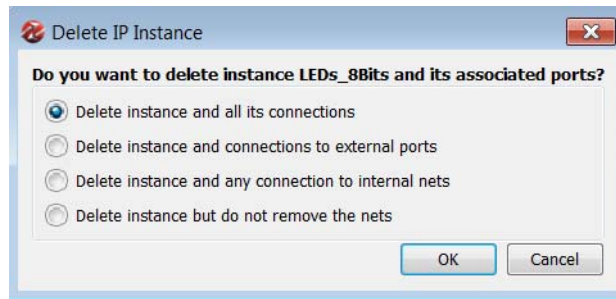 Delete IP Instance
Do you want to delete instance LEDs_8Bits and its associated ports?
Delete instance and all its connections
Delete instance and connections to external ports
Delete instance and any connection to internal nets
Delete instance but do not remove the nets
OK Cancel